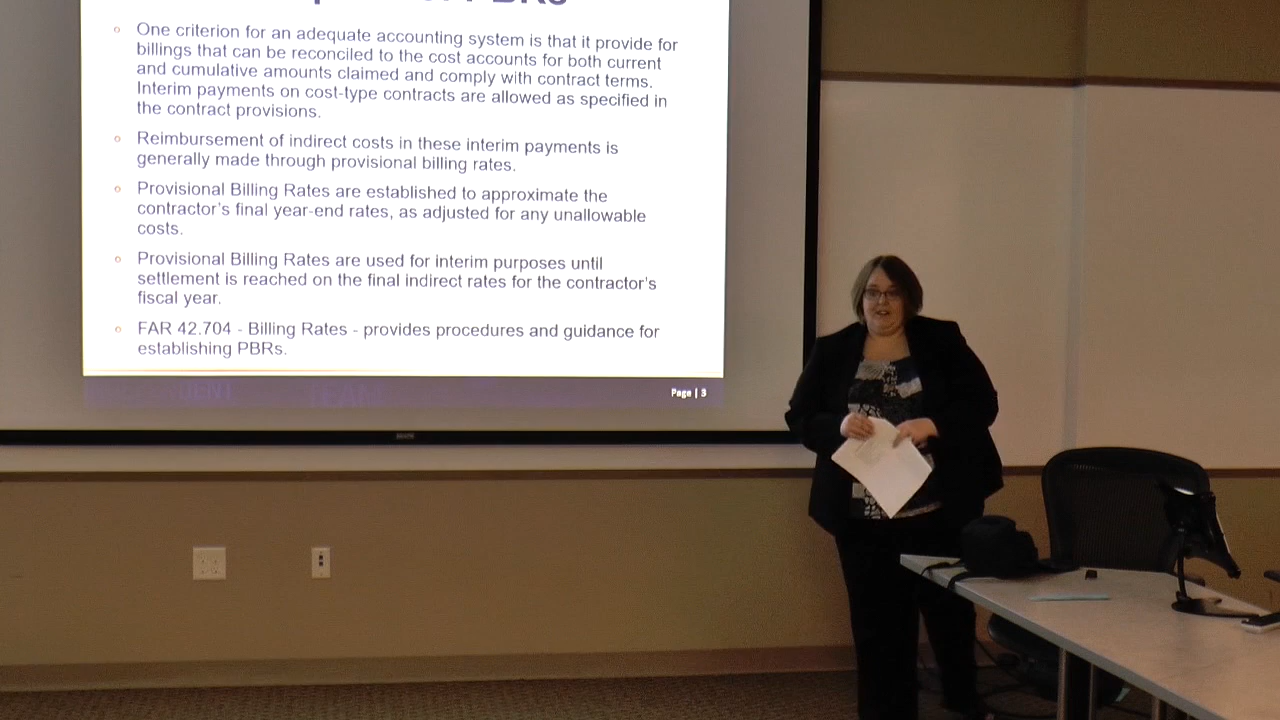 PBRs
One criterion for an adequate accounting system is that it provide for
billings that can be reconciled to the cost accounts for both current
and cumulative amounts claimed and comply with contract terms.
Interim payments on cost-type contracts are allowed as specified in
the contract provisions.
Reimbursement of indirect costs in these interim payments is
generally made through provisional billing rates.
Provisional Billing Rates are established to approximate the
contractor's final year-end rates, as adjusted for any unallowable
costs.
Provisional Billing Rates are used for interim purposes until
settlement is reached on the final indirect rates for the contractor's
fiscal year.
FAR 42.704 - Billing Rates - provides procedures and guidance for
establishing PBRs.
Page | 3